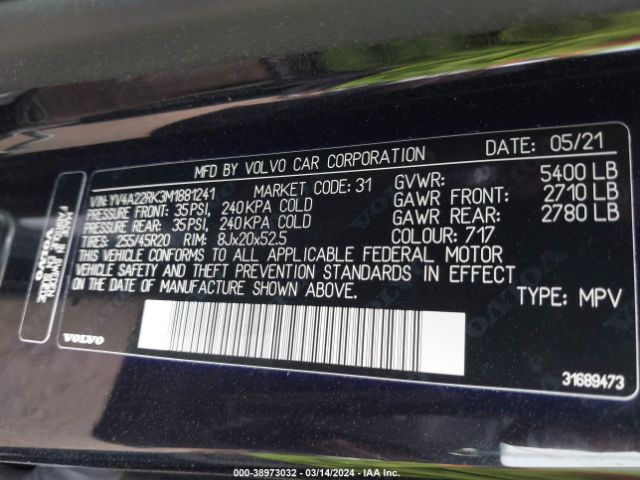 MFD BY VOLVO CAR CORPORATION DATE: 05/21
VIN: YV4A22RK3M1881241 MARKET CODE: 31 GVWR: 5400 LB
PRESSURE FRONT: 35PSI, 240KPA COLD GAWR FRONT: 2710 LB
PRESSURE REAR: 35PSI, 240KPA COLD GAWR REAR: 2780 LB
TIRES: 255/45R20 RIM: 8Jx20x52.5 COLOUR: 717
THIS VEHICLE CONFORMS TO ALL APPLICABLE FEDERAL MOTOR
VEHICLE SAFETY AND THEFT PREVENTION STANDARDS IN EFFECT
ON THE DATE OF MANUFACTURE SHOWN ABOVE. TYPE: MPV
VOLVO
31689473
VOLVO
000-38973032 - 03/14/2024 - IAA Inc.